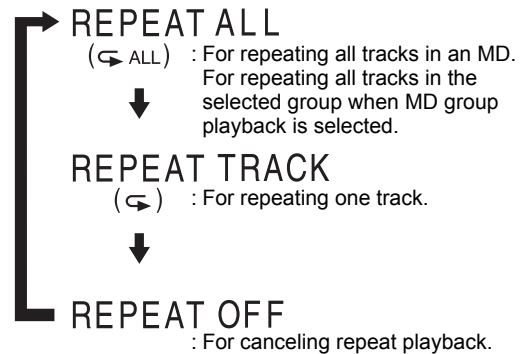 REPEAT ALL
( ALL) : For repeating all tracks in an MD.
For repeating all tracks in the
selected group when MD group
playback is selected.
REPEAT TRACK
( ) : For repeating one track.
REPEAT OFF
: For canceling repeat playback.